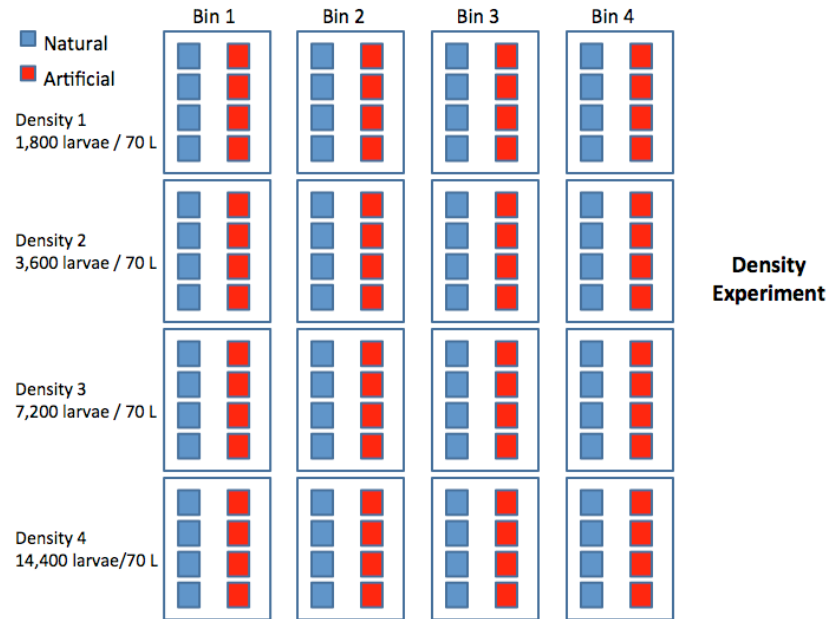 Bin 1
Bin 2
Bin 3
Bin 4
Natural
Artificial
Density 1
1,800 larvae / 70 L
Density 2
3,600 larvae / 70 L
Density
Experiment
Density 3
7,200 larvae / 70 L
Density 4
14,400 larvae/70 L